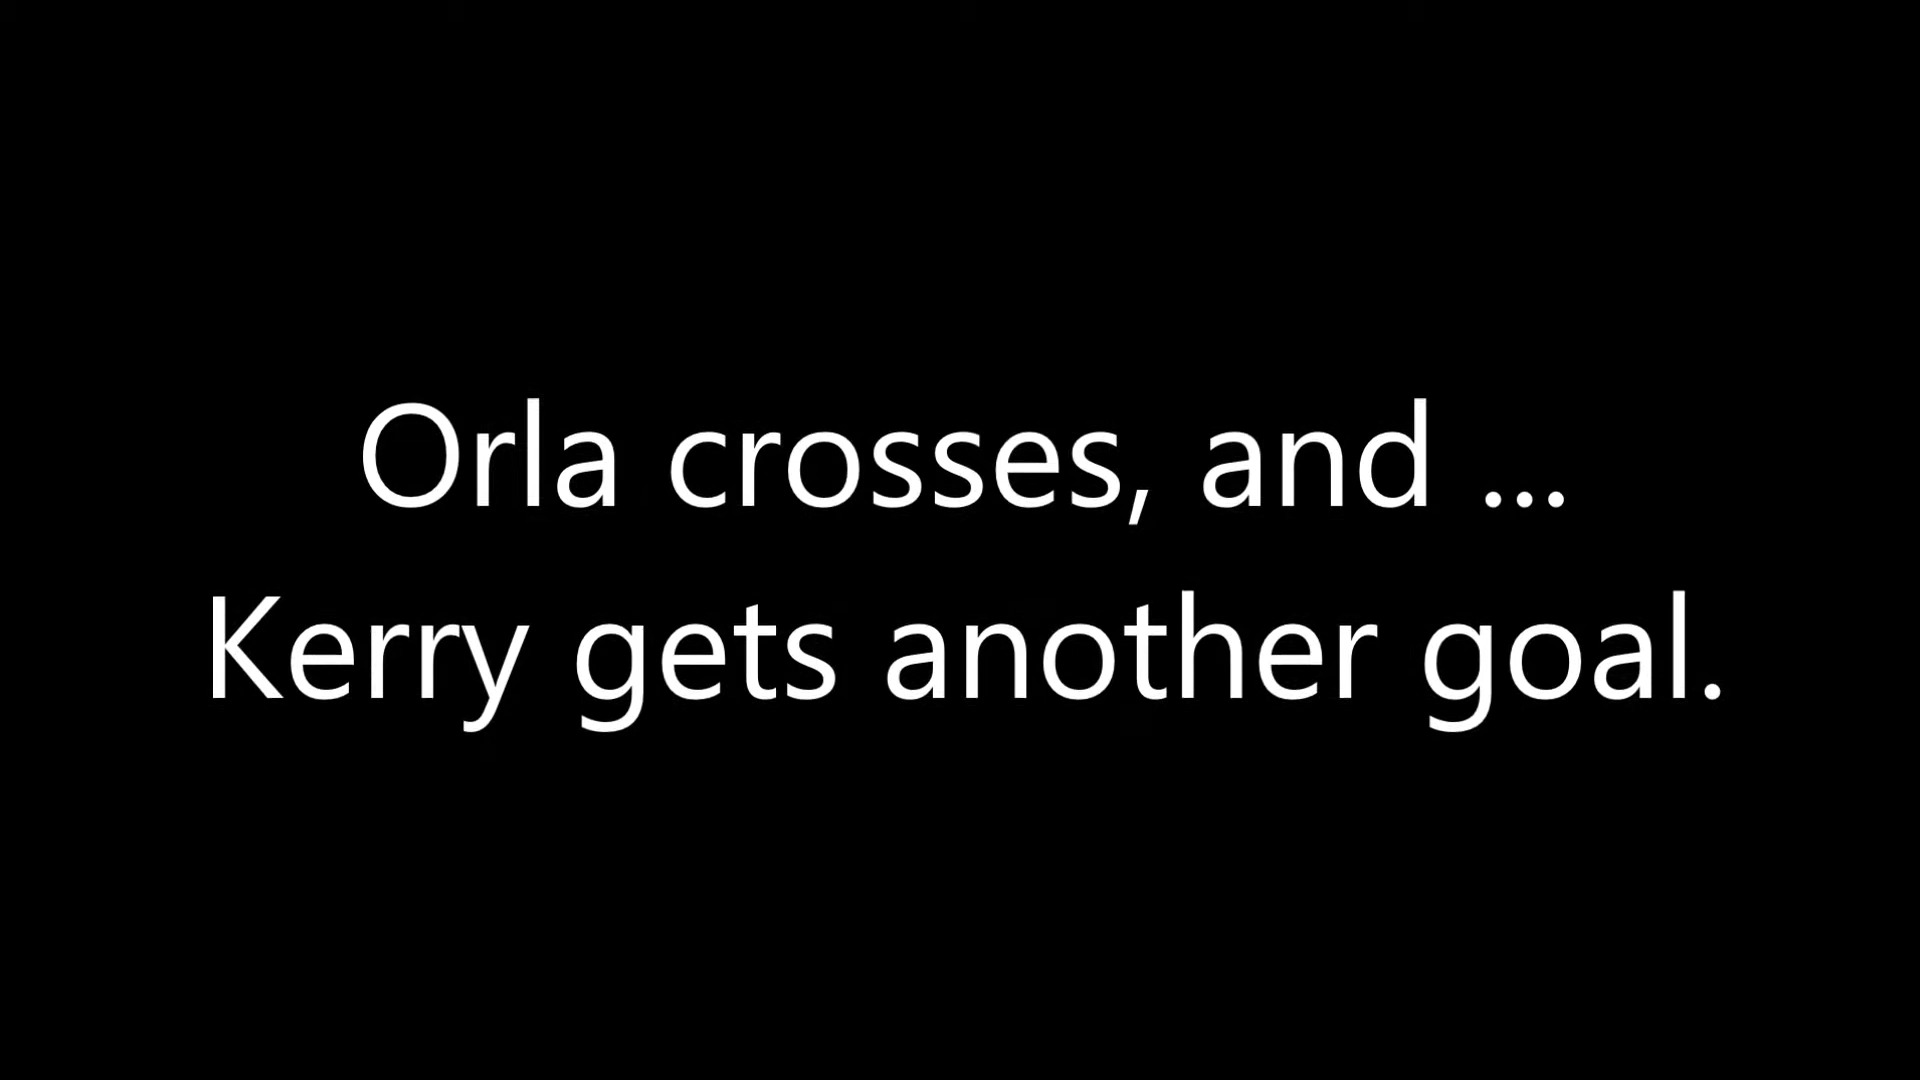 Orla crosses, and ...
Kerry gets another goal.